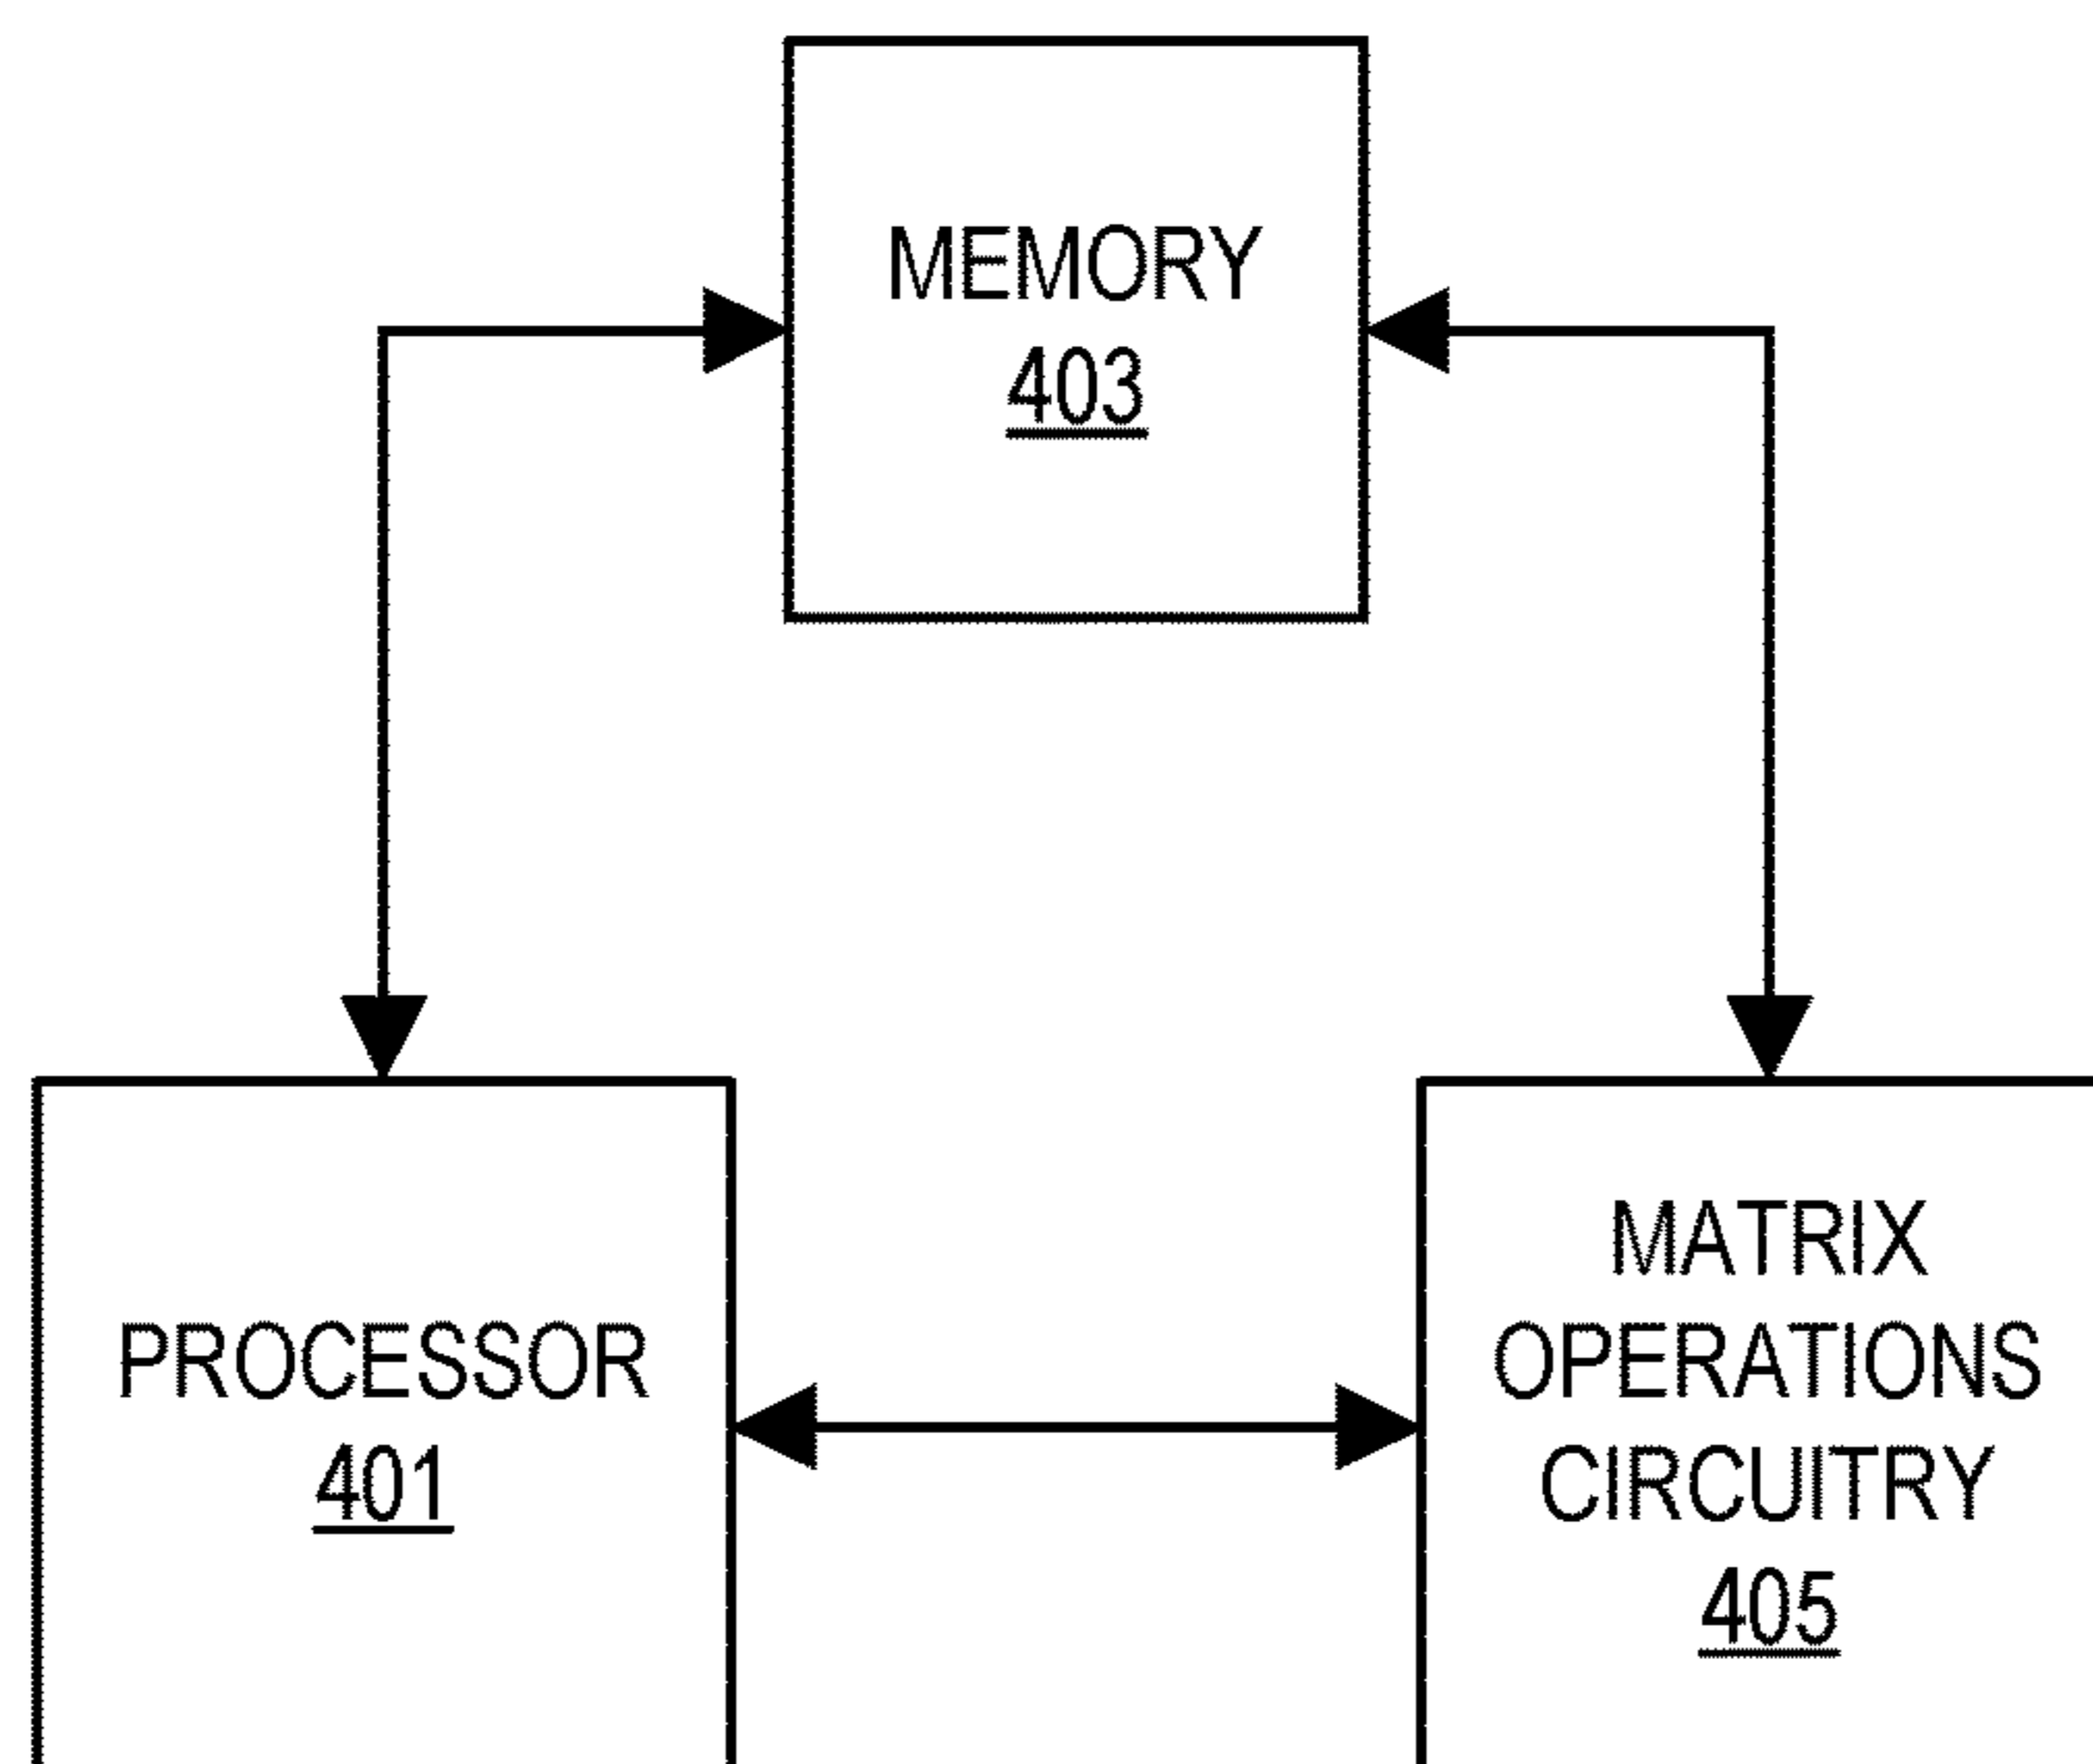 MEMORY
403
PROCESSOR
401
MATRIX
OPERATIONS
CIRCUITRY
405